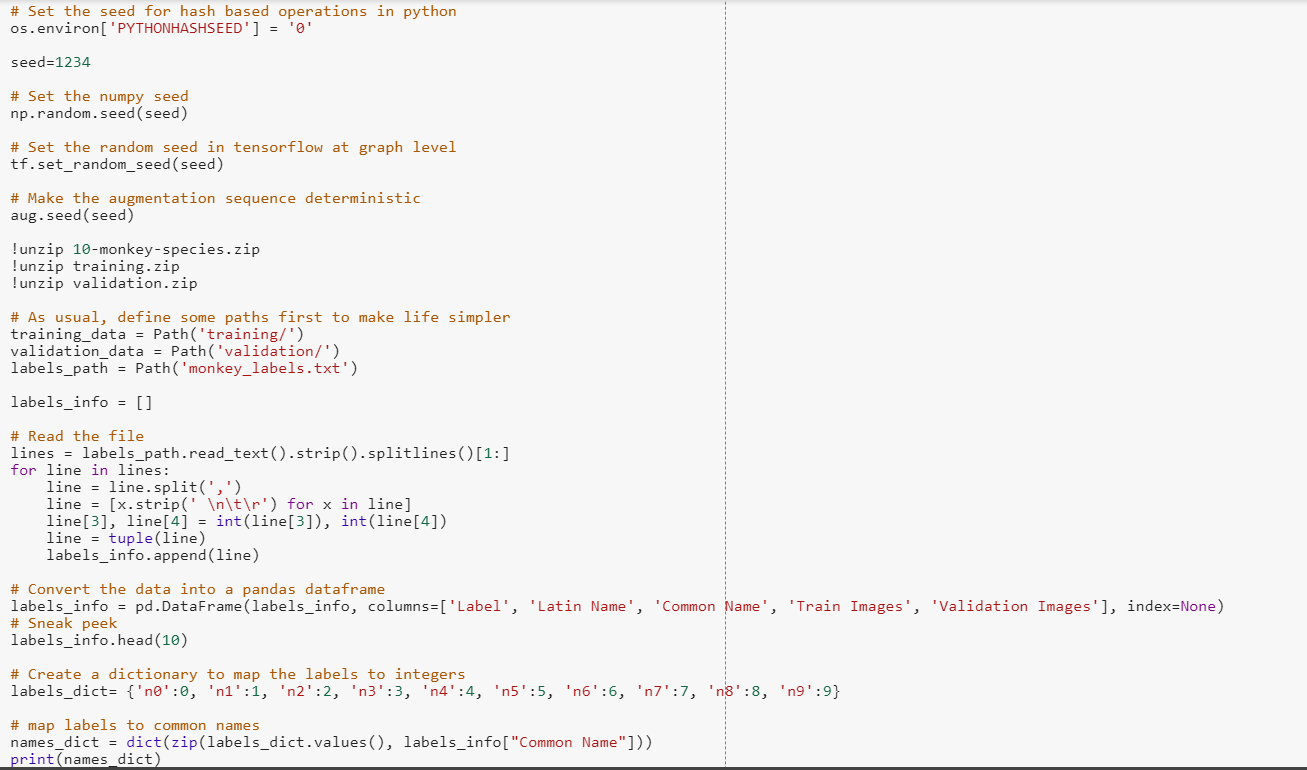 # Set the seed for hash based operations in python
os.environ['PYTHONHASHSEED'] = '0'
seed=1234
# Set the numpy seed
np.random.seed(seed)
# Set the random seed in tensorflow at graph level
tf.set_random_seed(seed)
# Make the augmentation sequence deterministic
aug.seed(seed)
!unzip 10-monkey-species.zip
!unzip training.zip
!unzip validation.zip
# As usual, define some paths first to make life simpler
training_data = Path('training/')
validation_data = Path('validation/')
labels_path = Path('monkey_labels.txt')
labels_info = []
# Read the file
lines = labels_path.read_text().strip().splitlines()[1:]
for line in lines:
    line = line.split(',')
    line = [x.strip(' \n\t\r') for x in line]
    line[3], line[4] = int(line[3]), int(line[4])
    line = tuple(line)
    labels_info.append(line)
# Convert the data into a pandas dataframe
labels_info = pd.DataFrame(labels_info, columns=['Label', 'Latin Name', 'Common Name', 'Train Images', 'Validation Images'], index=None)
# Sneak peek
labels_info.head(10)
# Create a dictionary to map the labels to integers
labels_dict= {'n0':0, 'n1':1, 'n2':2, 'n3':3, 'n4':4, 'n5':5, 'n6':6, 'n7':7, 'n8':8, 'n9':9}
# map labels to common names
names_dict = dict(zip(labels_dict.values(), labels_info["Common Name"]))
print(names_dict)